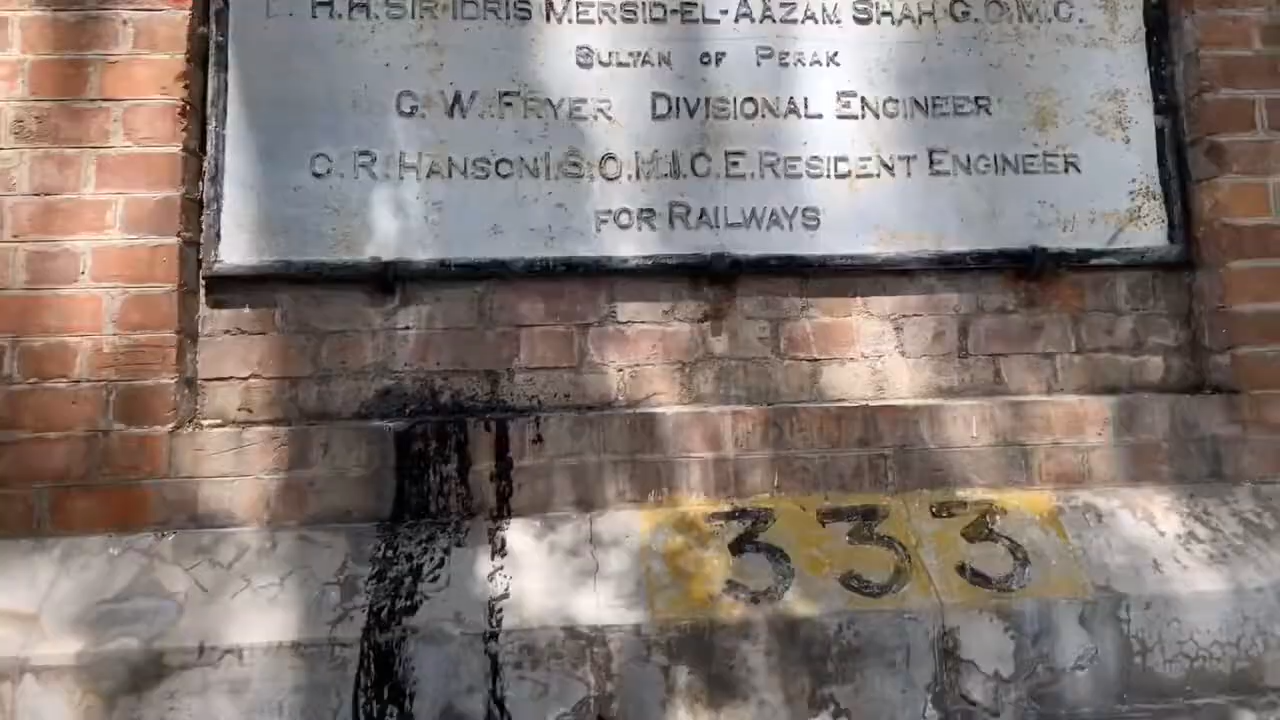 H.H.SIR IDRIS MERSID-EL-AAZAM SHAH G.C.M.G.
SULTAN OF PERAK
G. W. FRYER DIVISIONAL ENGINEER
C. R. HANSON I.S.O.M.I.C.E. RESIDENT ENGINEER
FOR RAILWAYS
333